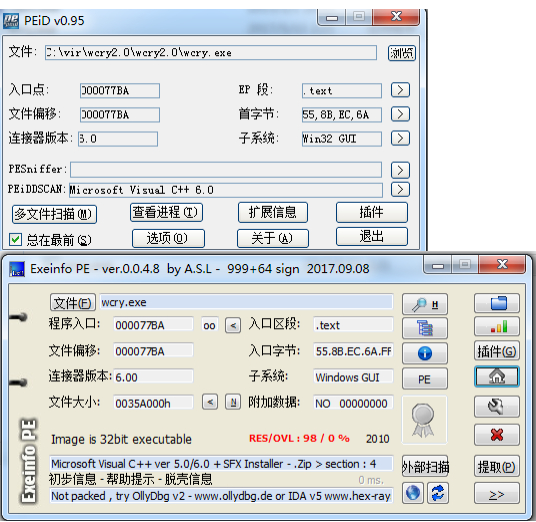 PEiD v0.95
文件: C:\vir\wcry2.0\wcry2.0\wcry.exe 浏览
入口点: 000077BA EP 段: .text >
文件偏移: 000077BA 首字节: 55,8B,EC,6A >
连接器版本: 6.0 子系统: Win32 GUI >
PESniffer: >
PEiDDSCAN: Microsoft Visual C++ 6.0 >
多文件扫描(M) 查看进程(T) 扩展信息 插件
总在最前(S) 选项(O) 关于(A) 退出
Exeinfo PE - ver.0.0.4.8 by A.S.L - 999+64 sign 2017.09.08
文件(F) wcry.exe H
程序入口: 000077BA oo < 入口区段: .text
文件偏移: 000077BA 入口字节: 55.8B.EC.6A.FF 插件(G)
连接器版本: 6.00 子系统: Windows GUI PE
文件大小: 0035A000h < N 附加数据: NO 00000000
Image is 32bit executable RES/OVL : 98 / 0 % 2010
Microsoft Visual C++ ver 5.0/6.0 + SFX Installer - .Zip > section : 4 外部扫描 提取(P)
初步信息 - 帮助提示 - 脱壳信息 0 ms.
Not packed , try OllyDbg v2 - www.ollydbg.de or IDA v5 www.hex-ray >>
Exeinfo PE